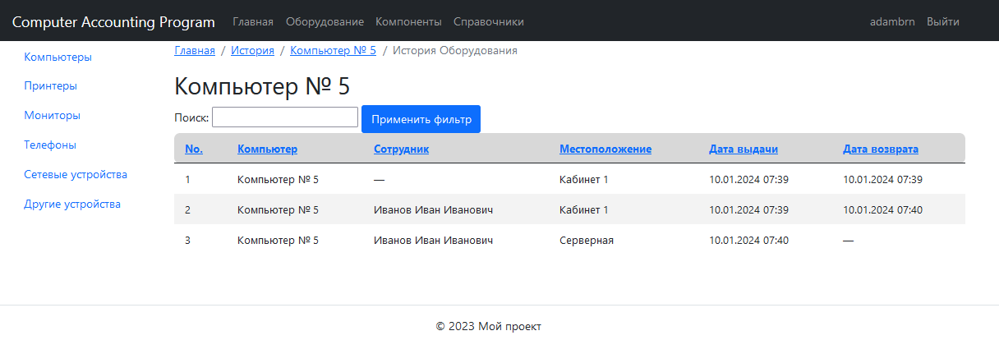 Computer Accounting Program Главная Оборудование Компоненты Справочники adambrn Выйти
Компьютеры
Принтеры
Мониторы
Телефоны
Сетевые устройства
Другие устройства
Главная / История / Компьютер № 5 / История Оборудования
Компьютер № 5
Поиск: Применить фильтр
No. Компьютер Сотрудник Местоположение Дата выдачи Дата возврата
1 Компьютер № 5 — Кабинет 1 10.01.2024 07:39 10.01.2024 07:39
2 Компьютер № 5 Иванов Иван Иванович Кабинет 1 10.01.2024 07:39 10.01.2024 07:40
3 Компьютер № 5 Иванов Иван Иванович Серверная 10.01.2024 07:40 —
© 2023 Мой проект